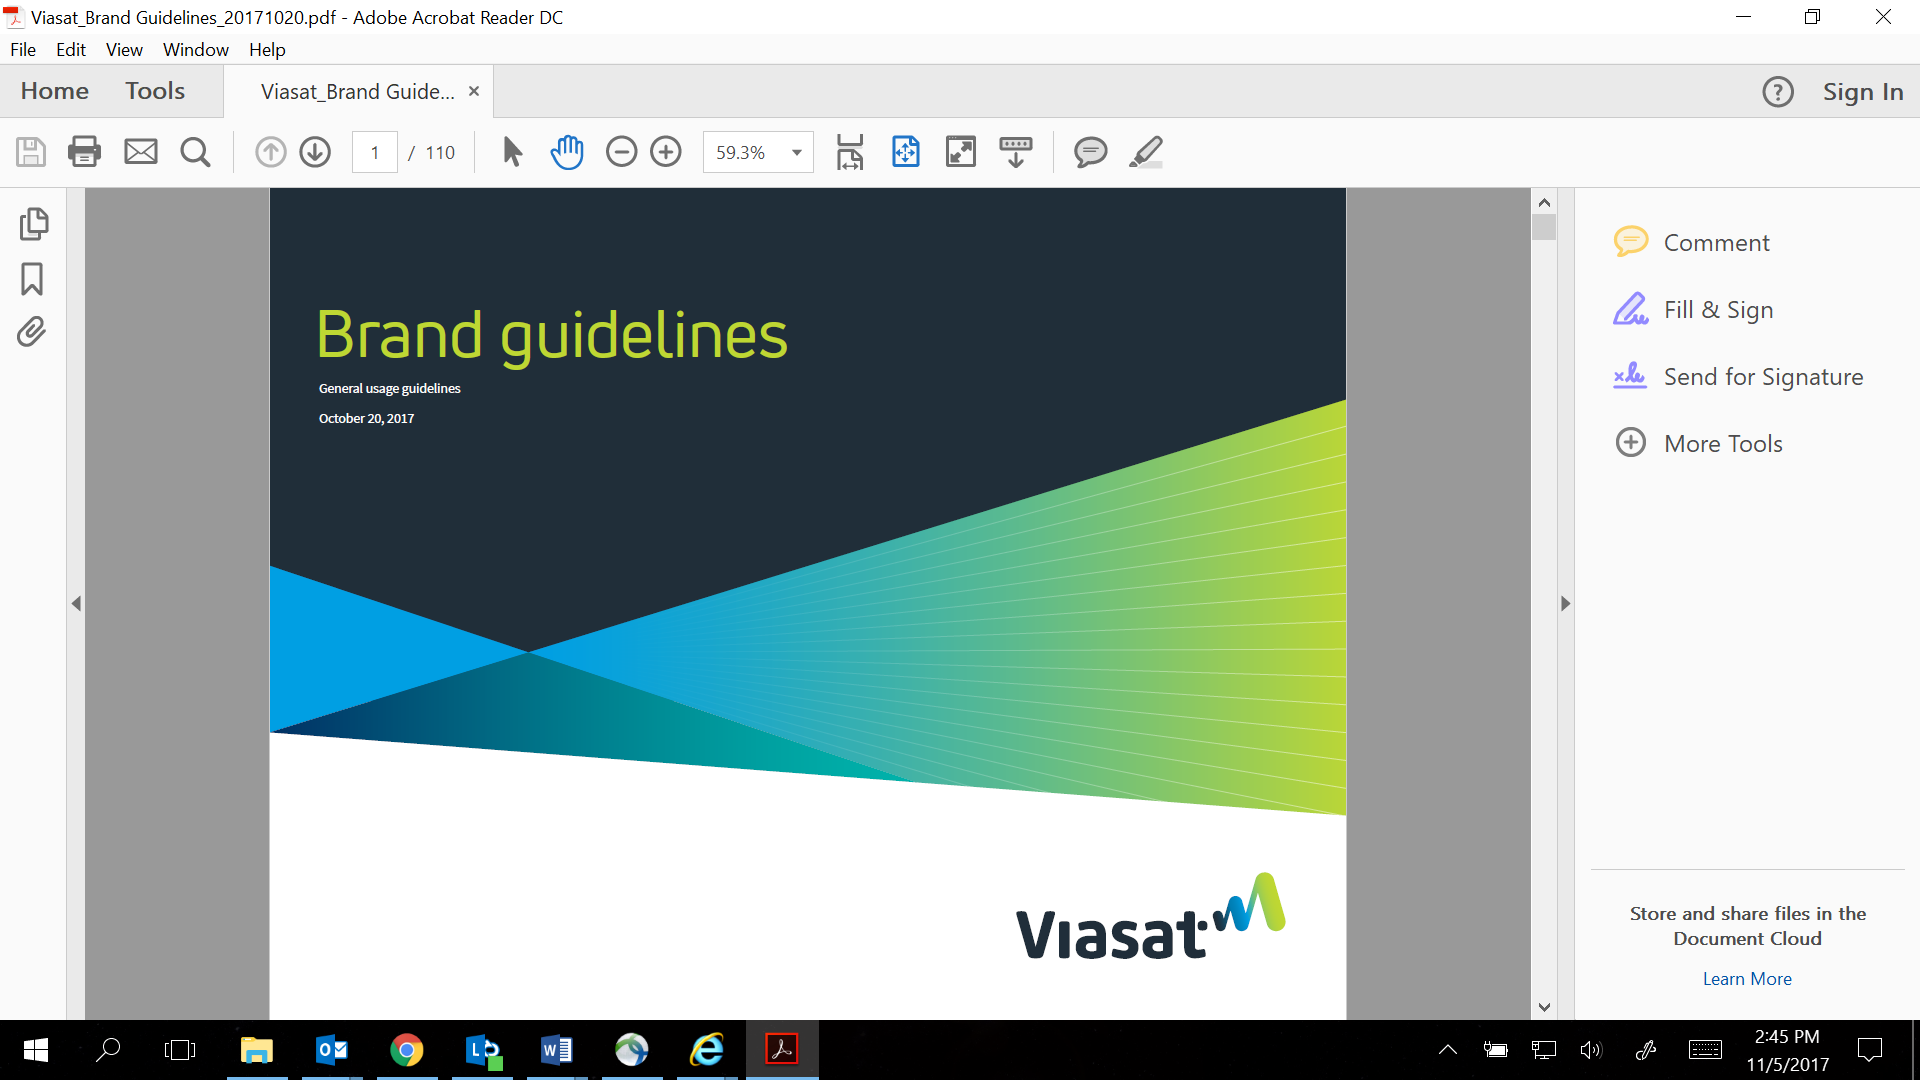 Viasat_Brand Guidelines_20171020.pdf - Adobe Acrobat Reader DC
File Edit View Window Help
Home Tools Viasat_Brand Guide... × ? Sign In
1 / 110 59.3%
Brand guidelines
General usage guidelines
October 20, 2017
Viasat
Comment
Fill & Sign
Send for Signature
More Tools
Store and share files in the
Document Cloud
Learn More
2:45 PM
11/5/2017